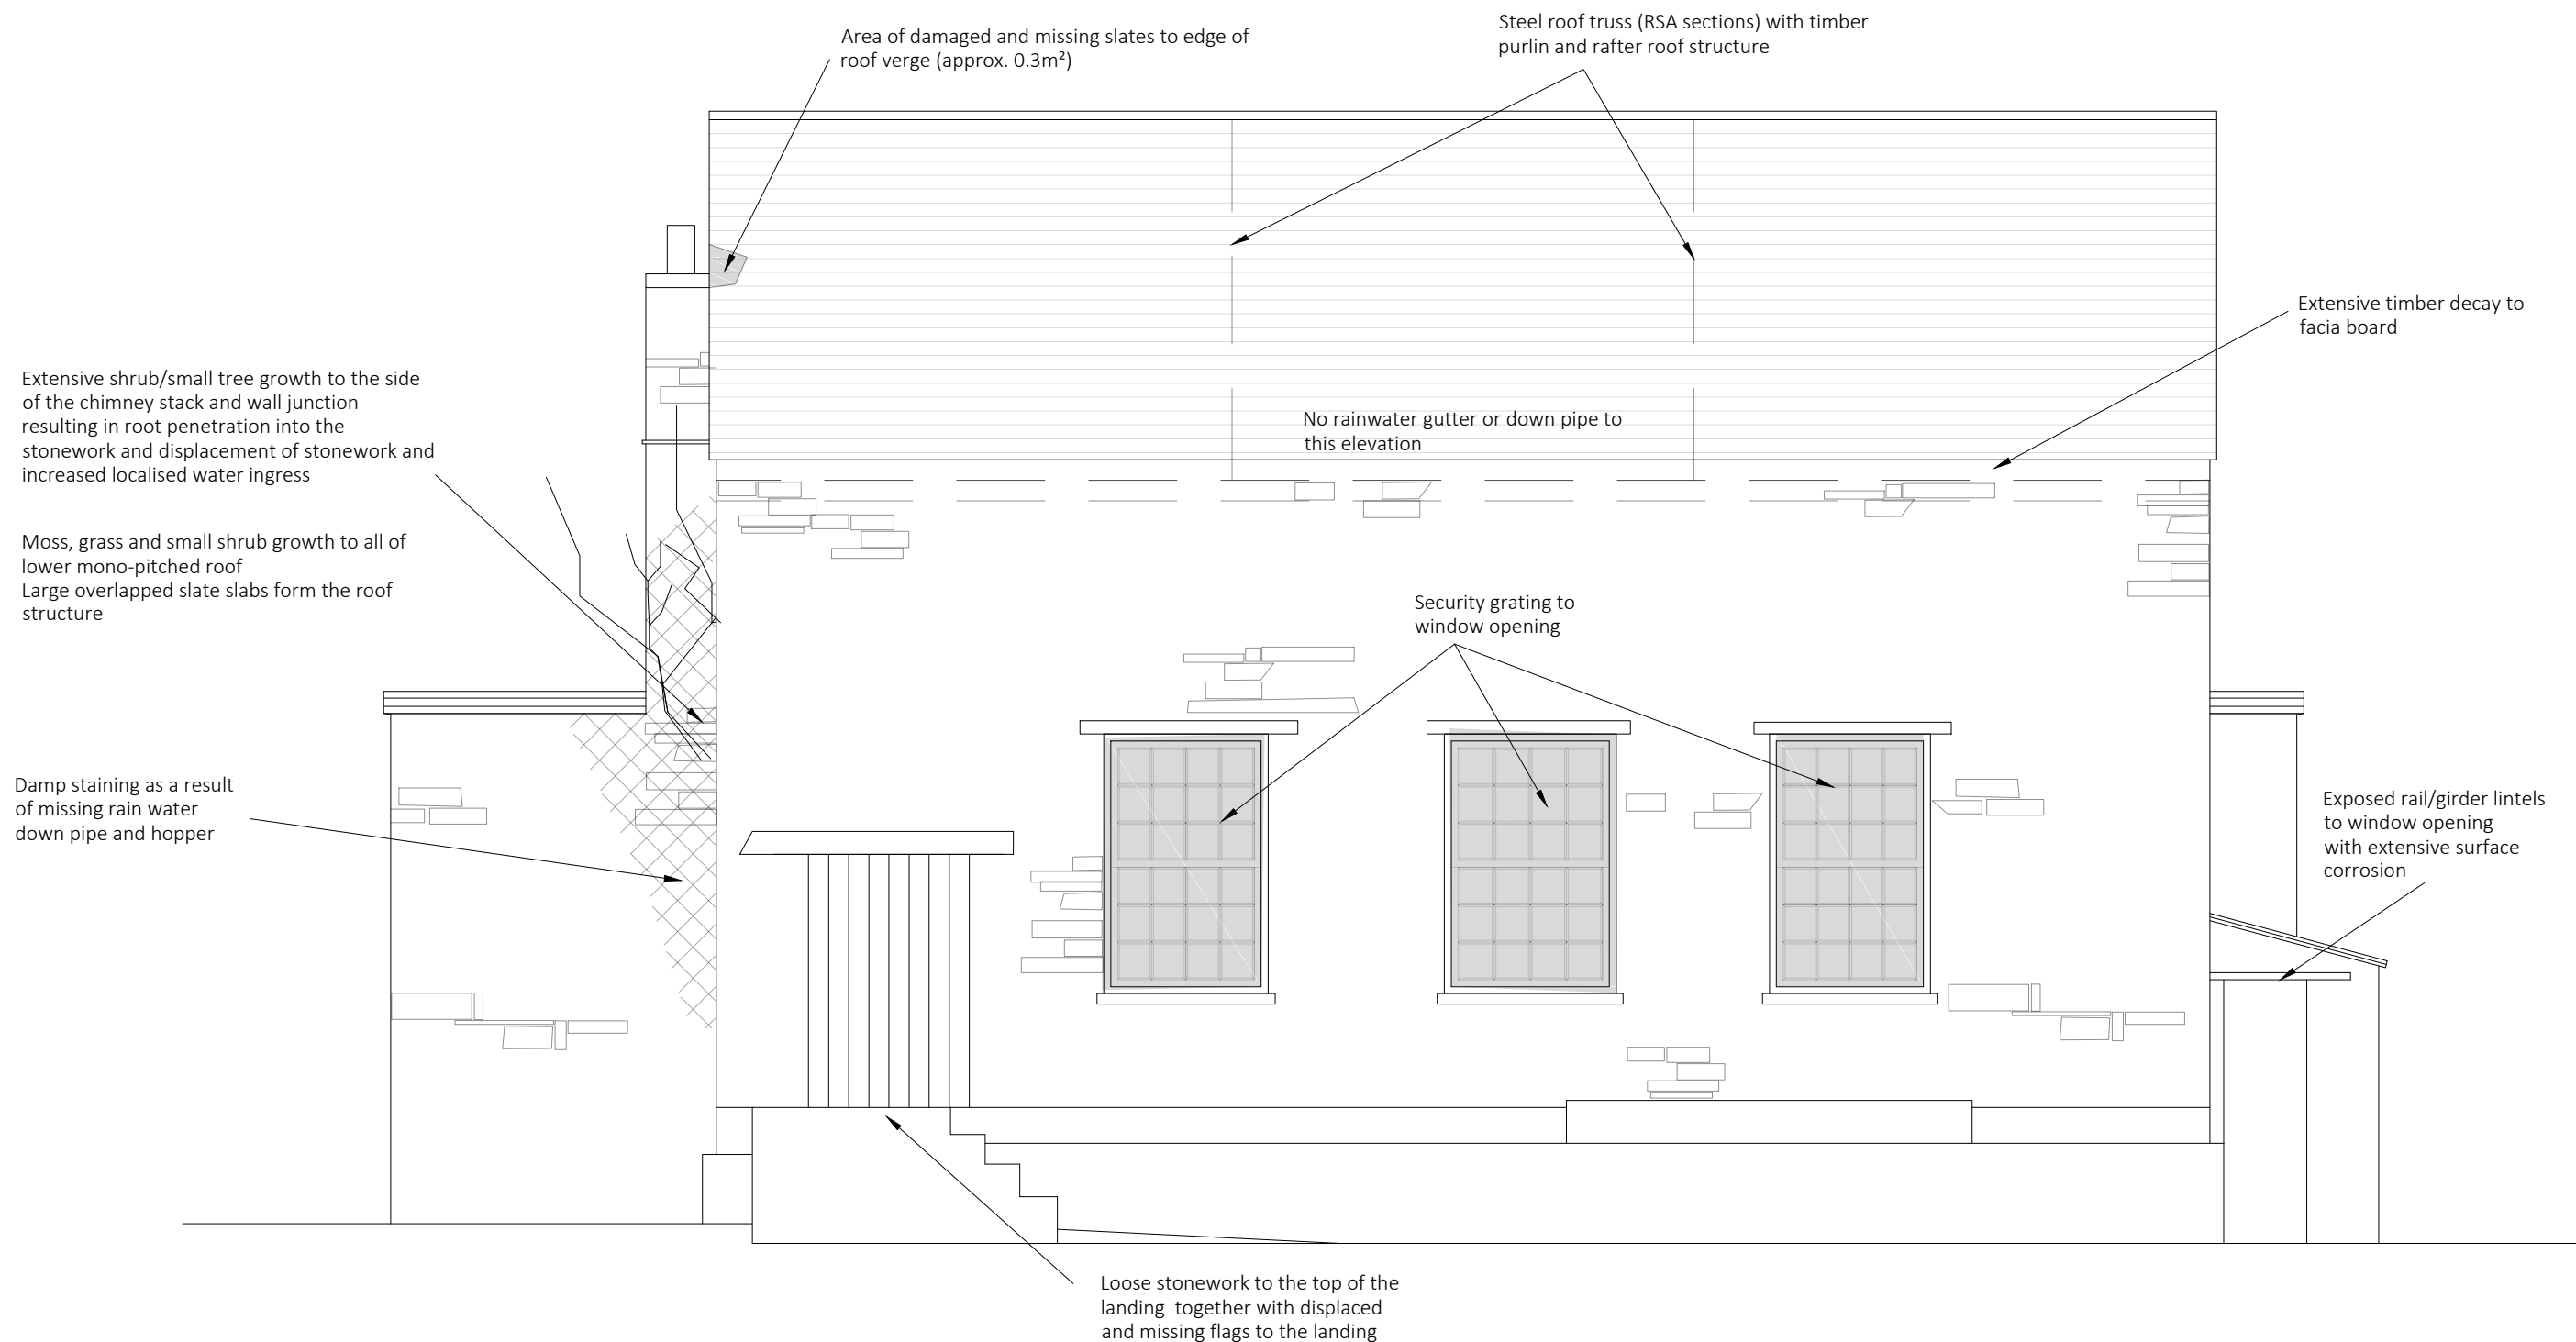 Area of damaged and missing slates to edge of
roof verge (approx. 0.3m²)
Steel roof truss (RSA sections) with timber
purlin and rafter roof structure
Extensive timber decay to
facia board
Extensive shrub/small tree growth to the side
of the chimney stack and wall junction
resulting in root penetration into the
stonework and displacement of stonework and
increased localised water ingress
No rainwater gutter or down pipe to
this elevation
Moss, grass and small shrub growth to all of
lower mono-pitched roof
Large overlapped slate slabs form the roof
structure
Security grating to
window opening
Damp staining as a result
of missing rain water
down pipe and hopper
Exposed rail/girder lintels
to window opening
with extensive surface
corrosion
Loose stonework to the top of the
landing together with displaced
and missing flags to the landing